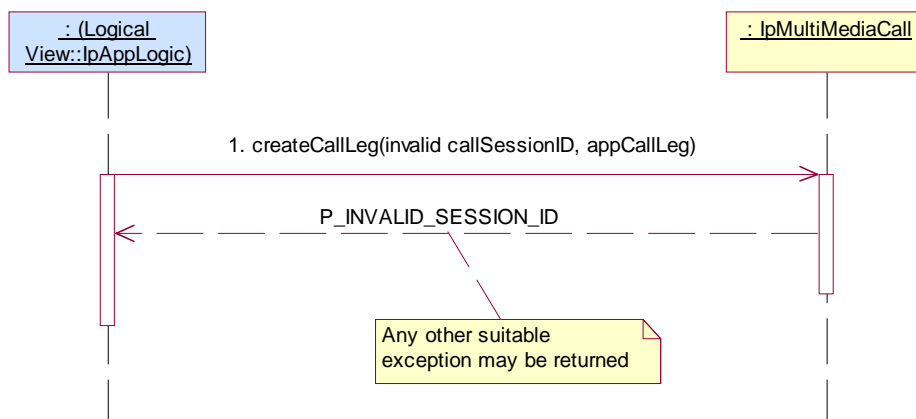 : (Logical
View::IpAppLogic)
: IpMultiMediaCall
1. createCallLeg(invalid callSessionID, appCallLeg)
P_INVALID_SESSION_ID
Any other suitable
exception may be returned